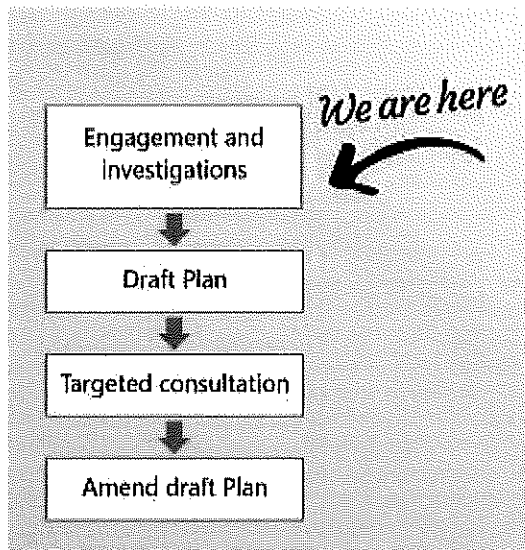 We are here
Engagement and
investigations
Draft Plan
Targeted consultation
Amend draft Plan